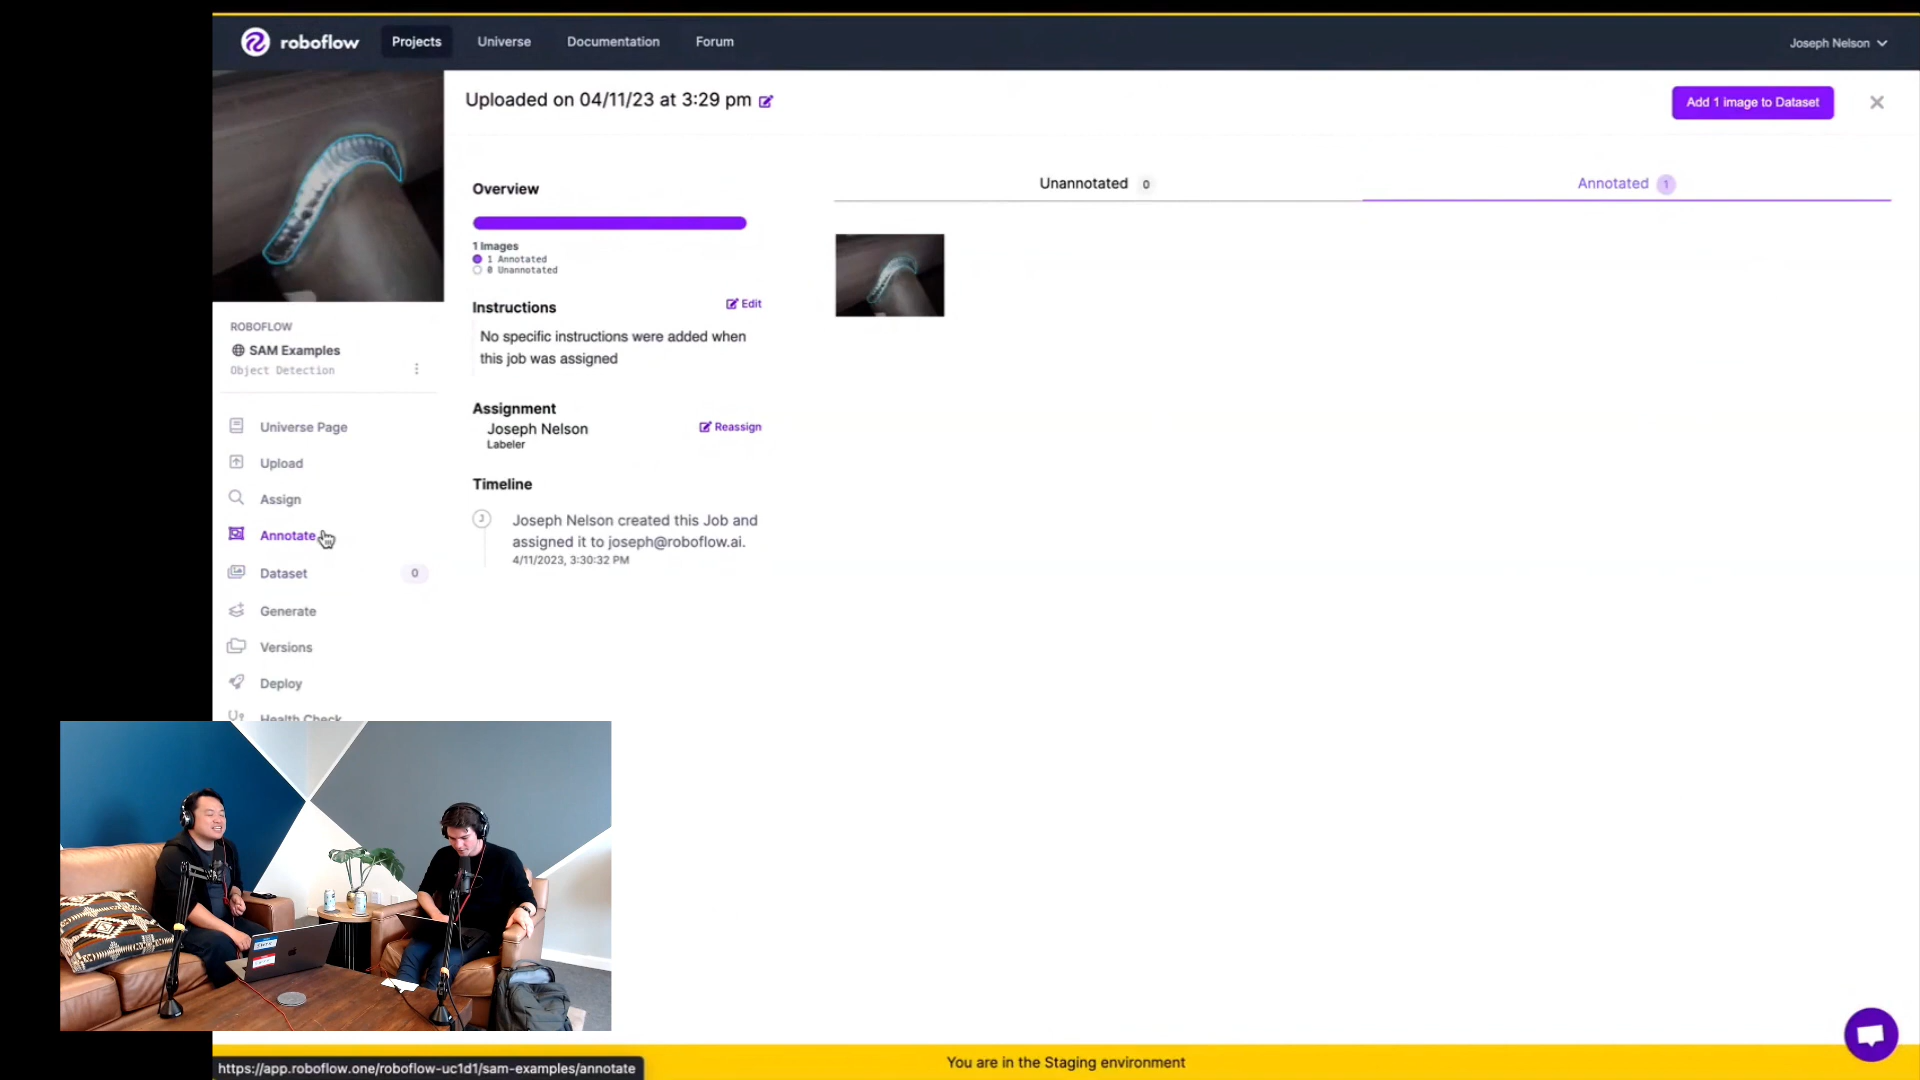 roboflow
Projects
Universe
Documentation
Forum
Joseph Nelson
Uploaded on 04/11/23 at 3:29 pm
Add 1 image to Dataset
Overview
1 Images
1 Annotated
0 Unannotated
Instructions
Edit
No specific instructions were added when
this job was assigned
Assignment
Joseph Nelson
Labeler
Reassign
Timeline
J
Joseph Nelson created this Job and
assigned it to joseph@roboflow.ai.
4/11/2023, 3:30:32 PM
Unannotated 0
Annotated 1
ROBOFLOW
SAM Examples
Object Detection
Universe Page
Upload
Assign
Annotate
Dataset 0
Generate
Versions
Deploy
Health Check
https://app.roboflow.one/roboflow-uc1d1/sam-examples/annotate
You are in the Staging environment